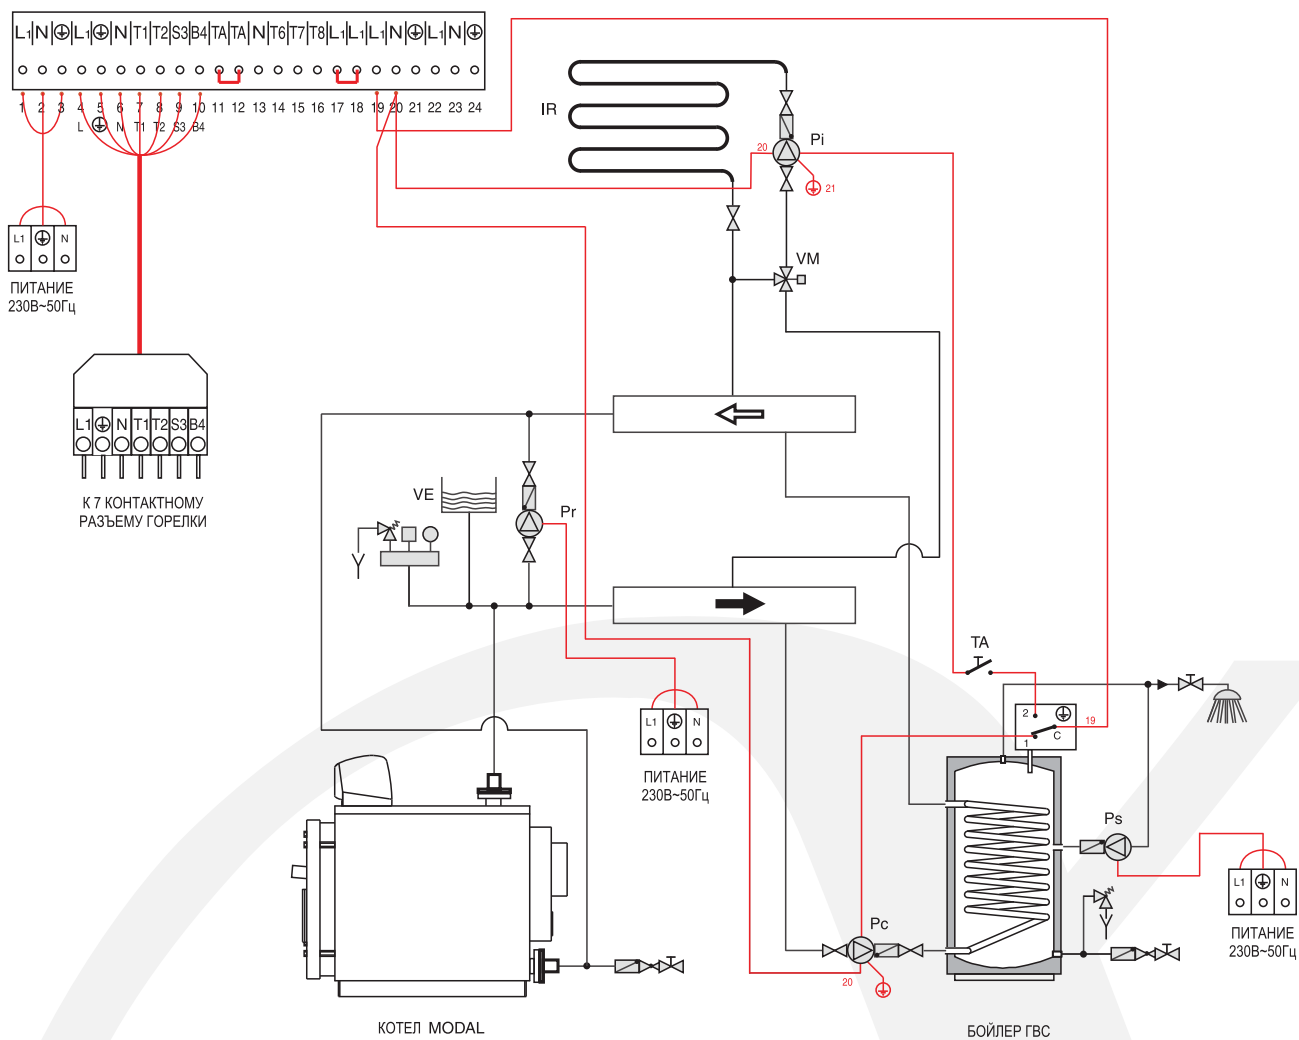 L1 N L1 N T1 T2 S3 B4 TA TA N T6 T7 T8 L1 L1 L1 N L1 N
1 2 3 4 5 6 7 8 9 10 11 12 13 14 15 16 17 18 19 20 21 22 23 24
L N T1 T2 S3 B4
IR
Pi
20
21
VM
L1 N
ПИТАНИЕ
230В~50Гц
L1 N T1 T2 S3 B4
К 7 КОНТАКТНОМУ
РАЗЪЕМУ ГОРЕЛКИ
VE
Pr
TA
2
19
1
C
L1 N
ПИТАНИЕ
230В~50Гц
Ps
L1 N
ПИТАНИЕ
230В~50Гц
Pc
20
КОТЕЛ MODAL
БОЙЛЕР ГВС